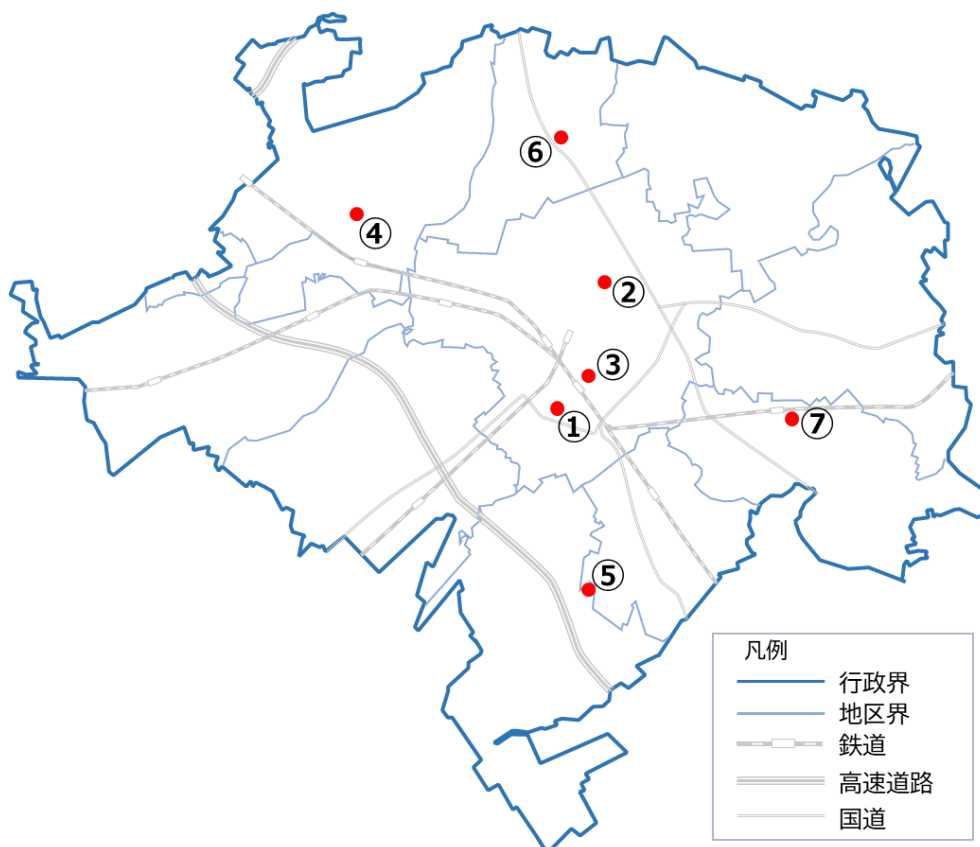 ⑥
④
②
③
①
⑦
⑤
凡例
行政界
地区界
鉄道
高速道路
国道